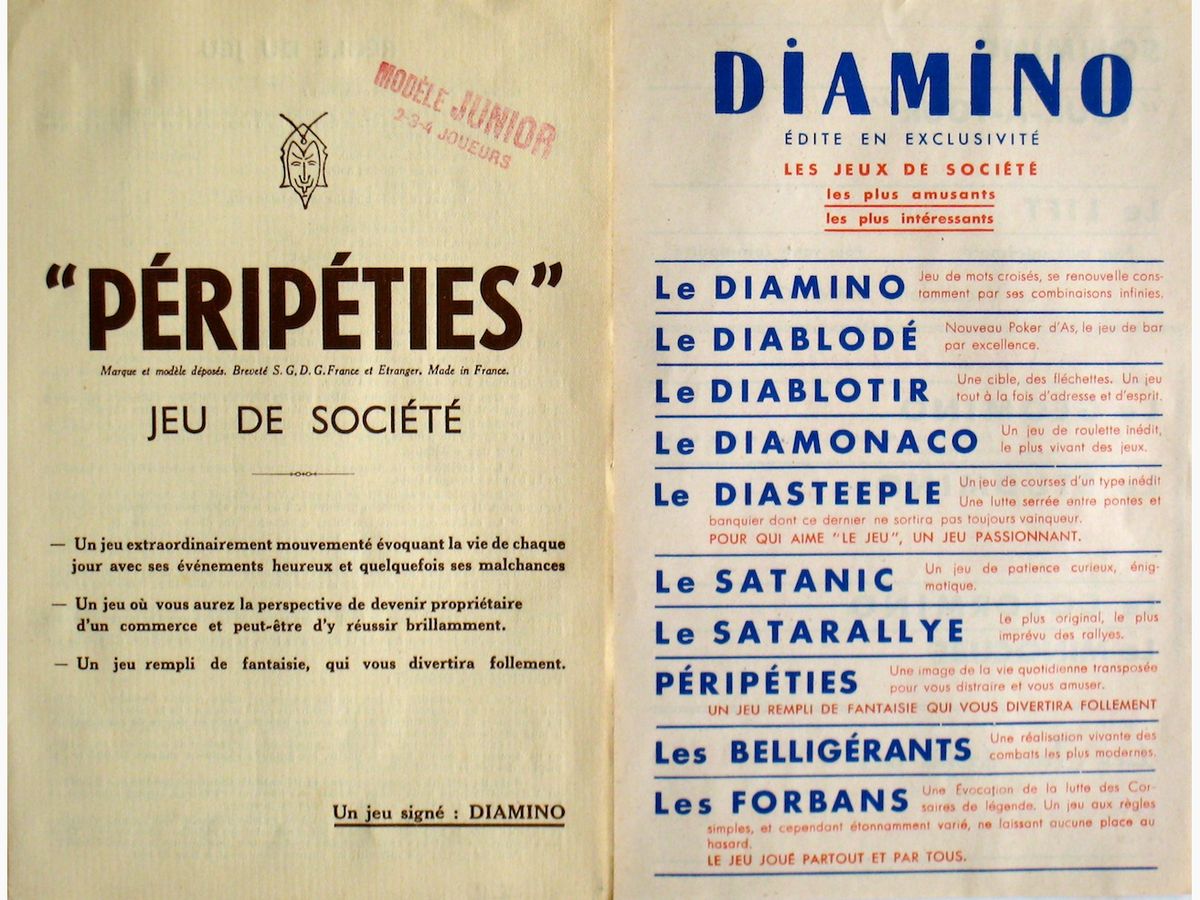 MODÈLE JUNIOR
2-3-4 JOUEURS
"PÉRIPÉTIES"
Marque et modèle déposés. Breveté S. G. D. G. France et Etranger. Made in France.
JEU DE SOCIÉTÉ
— Un jeu extraordinairement mouvementé évoquant la vie de chaque
jour avec ses événements heureux et quelquefois ses malchances
— Un jeu où vous aurez la perspective de devenir propriétaire
d'un commerce et peut-être d'y réussir brillamment.
— Un jeu rempli de fantaisie, qui vous divertira follement.
Un jeu signé : DIAMINO
DIAMINO
ÉDITE EN EXCLUSIVITÉ
LES JEUX DE SOCIÉTÉ
les plus amusants
les plus intéressants
Le DIAMINO Jeu de mots croisés, se renouvelle cons-
tamment par ses combinaisons infinies.
Le DIABLODÉ Nouveau Poker d'As, le jeu de bar
par excellence.
Le DIABLOTIR Une cible, des fléchettes. Un jeu
tout à la fois d'adresse et d'esprit.
Le DIAMONACO Un jeu de roulette inédit,
le plus vivant des jeux.
Le DIASTEEPLE Un jeu de courses d'un type inédit
Une lutte serrée entre pontes et
banquier dont ce dernier ne sortira pas toujours vainqueur.
POUR QUI AIME "LE JEU", UN JEU PASSIONNANT.
Le SATANIC Un jeu de patience curieux, énig-
matique.
Le SATARALLYE Le plus original, le plus
imprévu des rallyes.
PÉRIPÉTIES Une image de la vie quotidienne transposée
pour vous distraire et vous amuser.
UN JEU REMPLI DE FANTAISIE QUI VOUS DIVERTIRA FOLLEMENT
Les BELLIGÉRANTS Une réalisation vivante des
combats les plus modernes.
Les FORBANS Une Évocation de la lutte des Cor-
saires de légende. Un jeu aux règles
simples, et cependant étonnamment varié, ne laissant aucune place au
hasard.
LE JEU JOUÉ PARTOUT ET PAR TOUS.